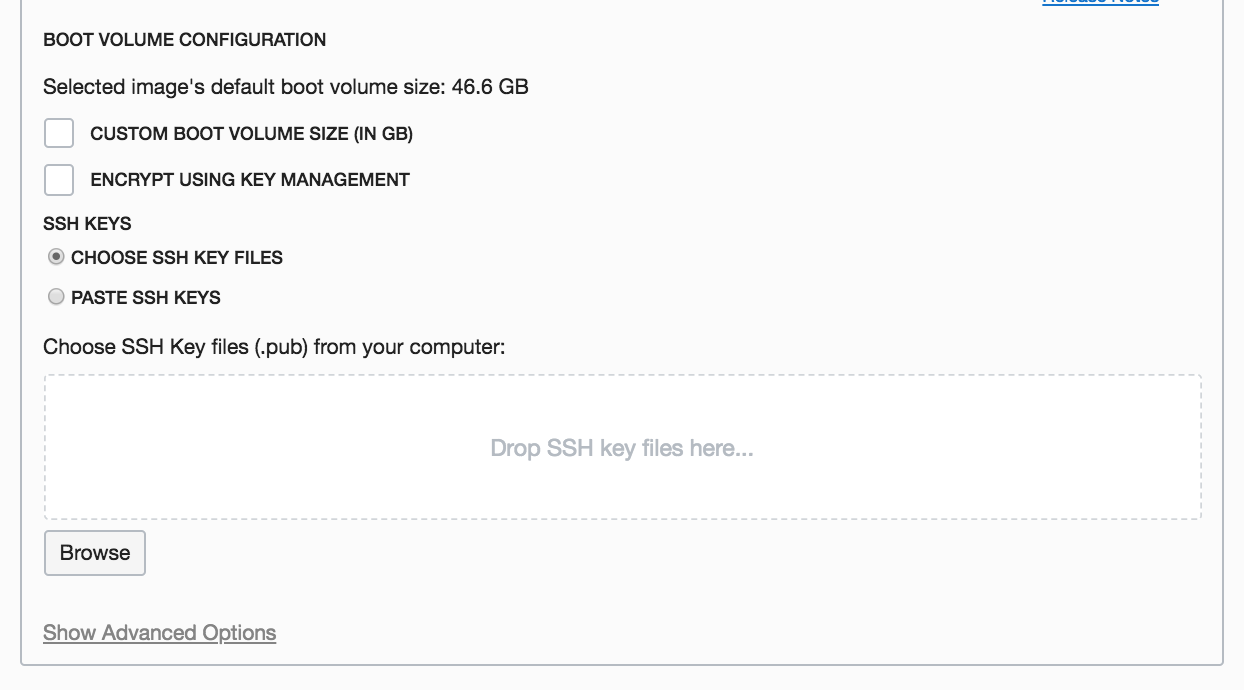 Release Notes
BOOT VOLUME CONFIGURATION
Selected image's default boot volume size: 46.6 GB
CUSTOM BOOT VOLUME SIZE (IN GB)
ENCRYPT USING KEY MANAGEMENT
SSH KEYS
CHOOSE SSH KEY FILES
PASTE SSH KEYS
Choose SSH Key files (.pub) from your computer:
Drop SSH key files here...
Browse
Show Advanced Options